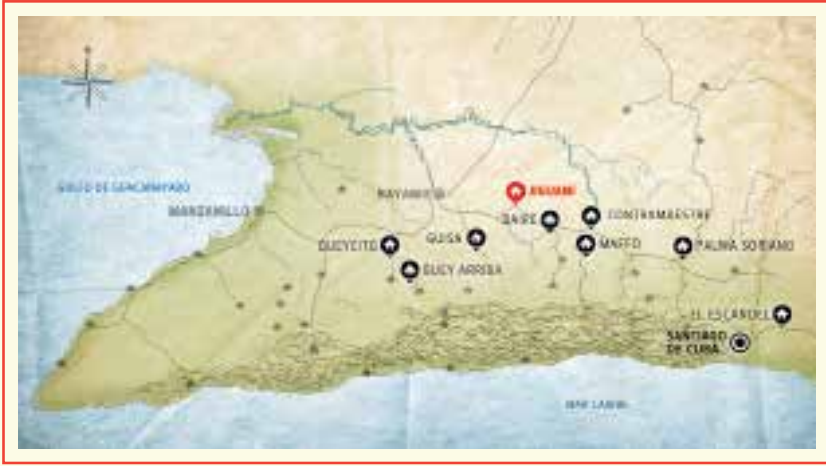 GOLFO DE GUACANAYABO
BAYAMO
JIGUANÍ
MANZANILLO
BAIRE
CONTRAMAESTRE
BUEYCITO
GUISA
MAFFO
PALMA SORIANO
BUEY ARRIBA
EL ESCANDEL
SANTIAGO
DE CUBA
MAR CARIBE